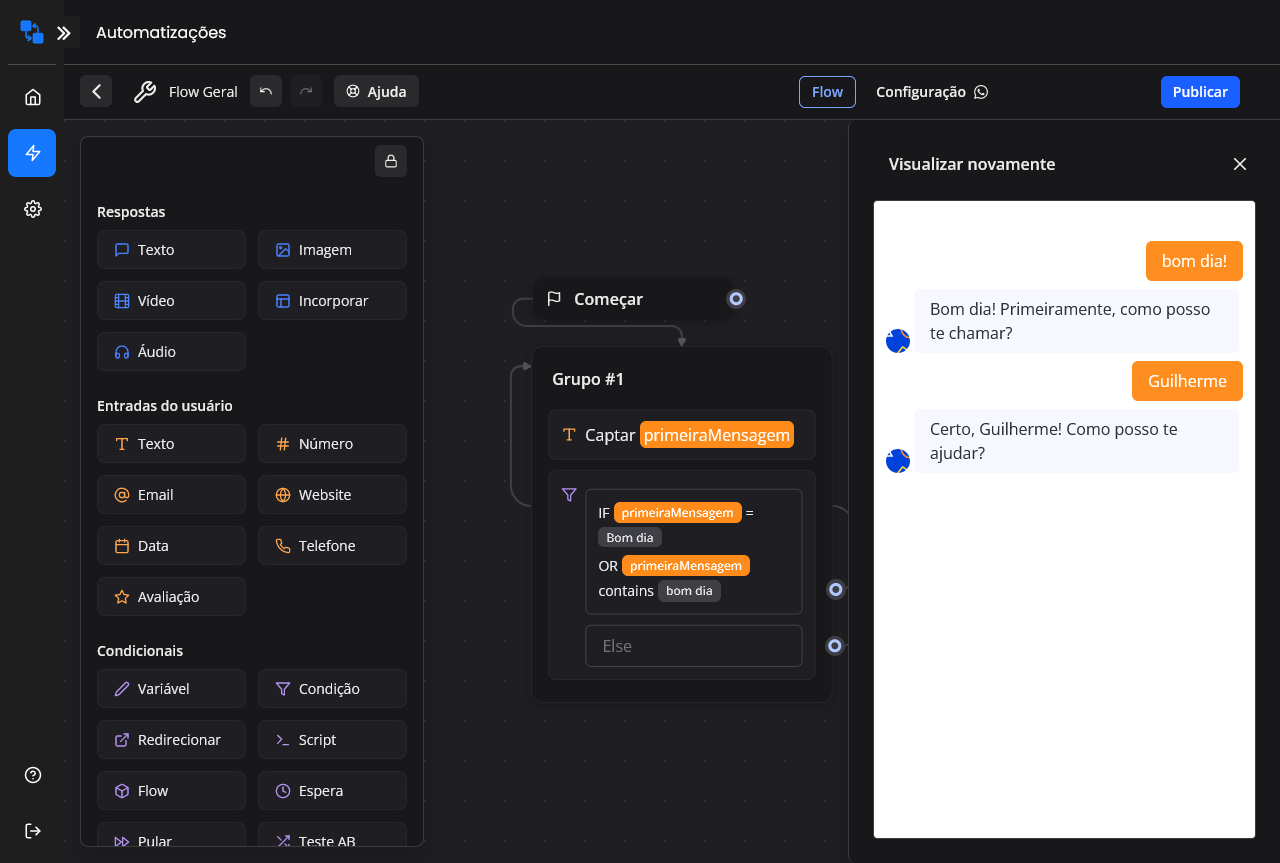 Automatizações
Flow Geral
Ajuda
Flow
Configuração
Publicar
Respostas
Texto
Imagem
Vídeo
Incorporar
Áudio
Entradas do usuário
Texto
Número
Email
Website
Data
Telefone
Avaliação
Condicionais
Variável
Condição
Redirecionar
Script
Flow
Espera
Pular
Teste AB
Começar
Grupo #1
Captar primeiraMensagem
IF primeiraMensagem =
Bom dia
OR primeiraMensagem
contains bom dia
Else
Visualizar novamente
bom dia!
Bom dia! Primeiramente, como posso
te chamar?
Guilherme
Certo, Guilherme! Como posso te
ajudar?